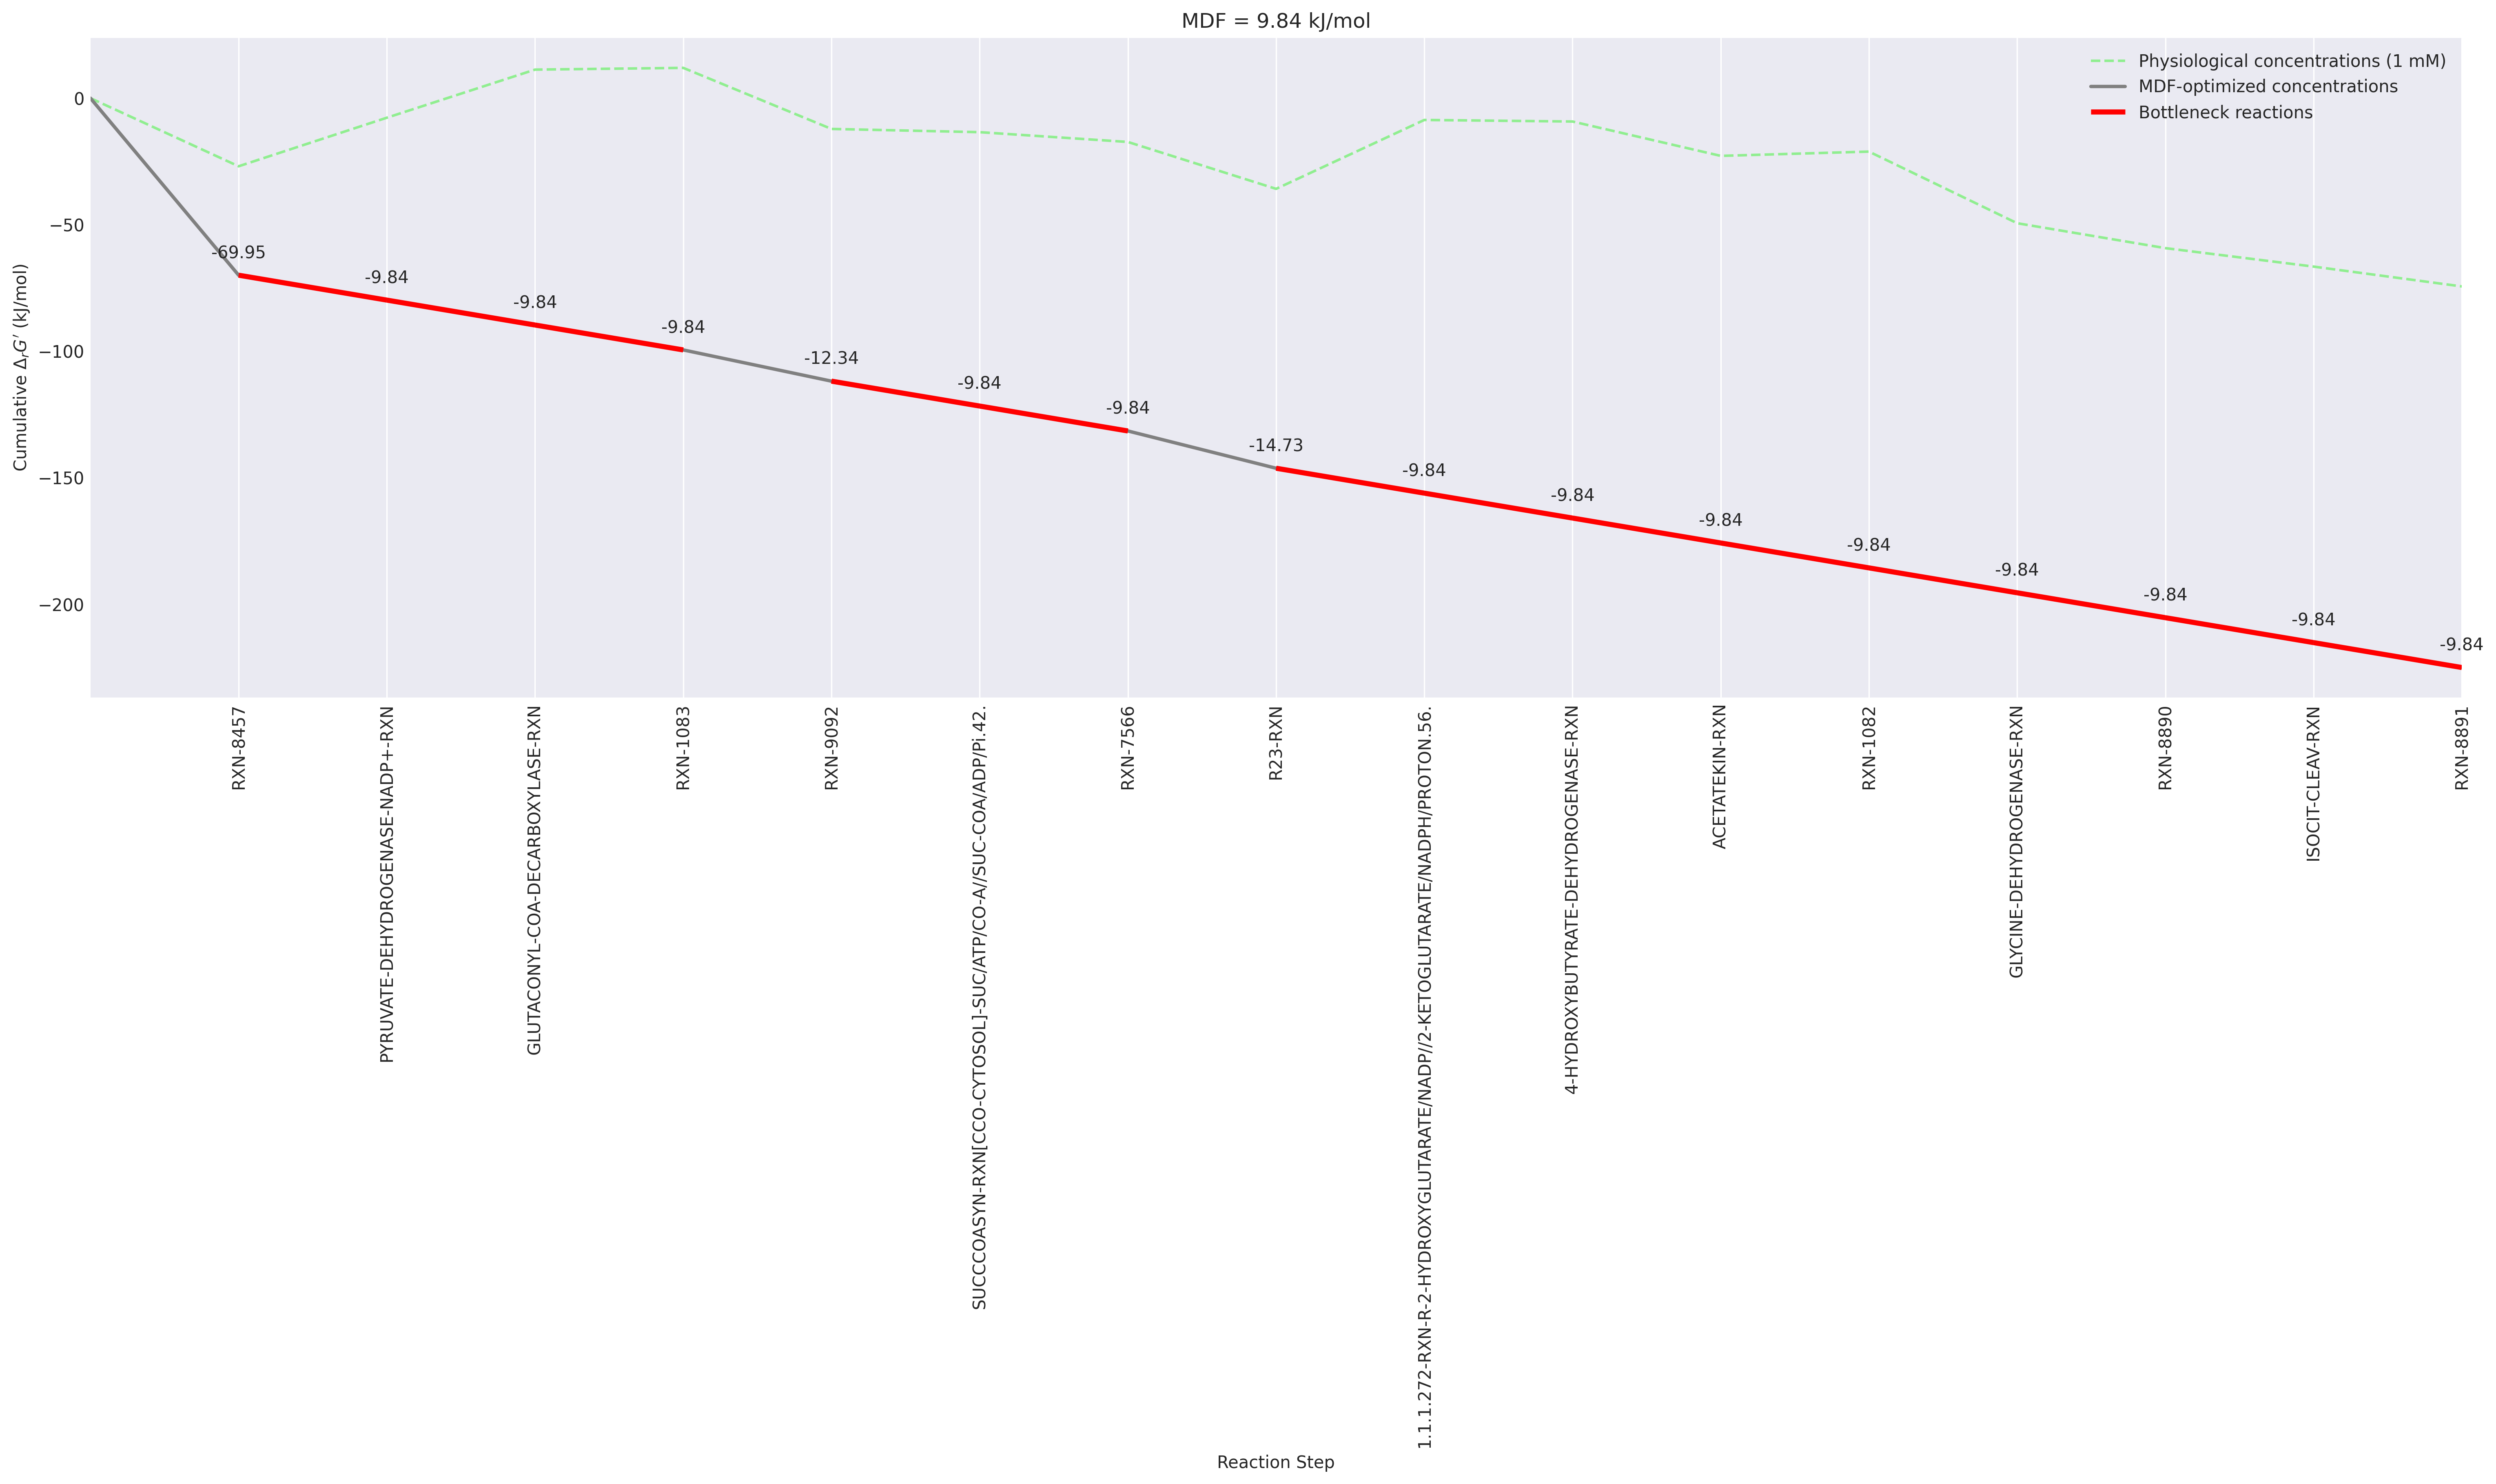 MDF = 9.84 kJ/mol
Physiological concentrations (1 mM)
MDF-optimized concentrations
Bottleneck reactions
Cumulative Δ_rG′ (kJ/mol)
0
−50
−100
−150
−200
-69.95
-9.84
-9.84
-9.84
-12.34
-9.84
-9.84
-14.73
-9.84
-9.84
-9.84
-9.84
-9.84
-9.84
-9.84
-9.84
RXN-8457
PYRUVATE-DEHYDROGENASE-NADP+-RXN
GLUTACONYL-COA-DECARBOXYLASE-RXN
RXN-1083
RXN-9092
SUCCCOASYN-RXN[CCO-CYTOSOL]-SUC/ATP/CO-A//SUC-COA/ADP/Pi.42.
RXN-7566
R23-RXN
1.1.1.272-RXN-R-2-HYDROXYGLUTARATE/NADP//2-KETOGLUTARATE/NADPH/PROTON.56.
4-HYDROXYBUTYRATE-DEHYDROGENASE-RXN
ACETATEKIN-RXN
RXN-1082
GLYCINE-DEHYDROGENASE-RXN
RXN-8890
ISOCIT-CLEAV-RXN
RXN-8891
Reaction Step